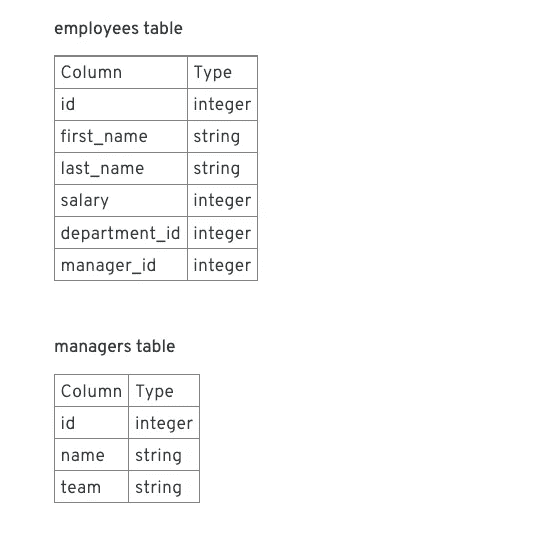 employees table
Column Type
id integer
first_name string
last_name string
salary integer
department_id integer
manager_id integer
managers table
Column Type
id integer
name string
team string